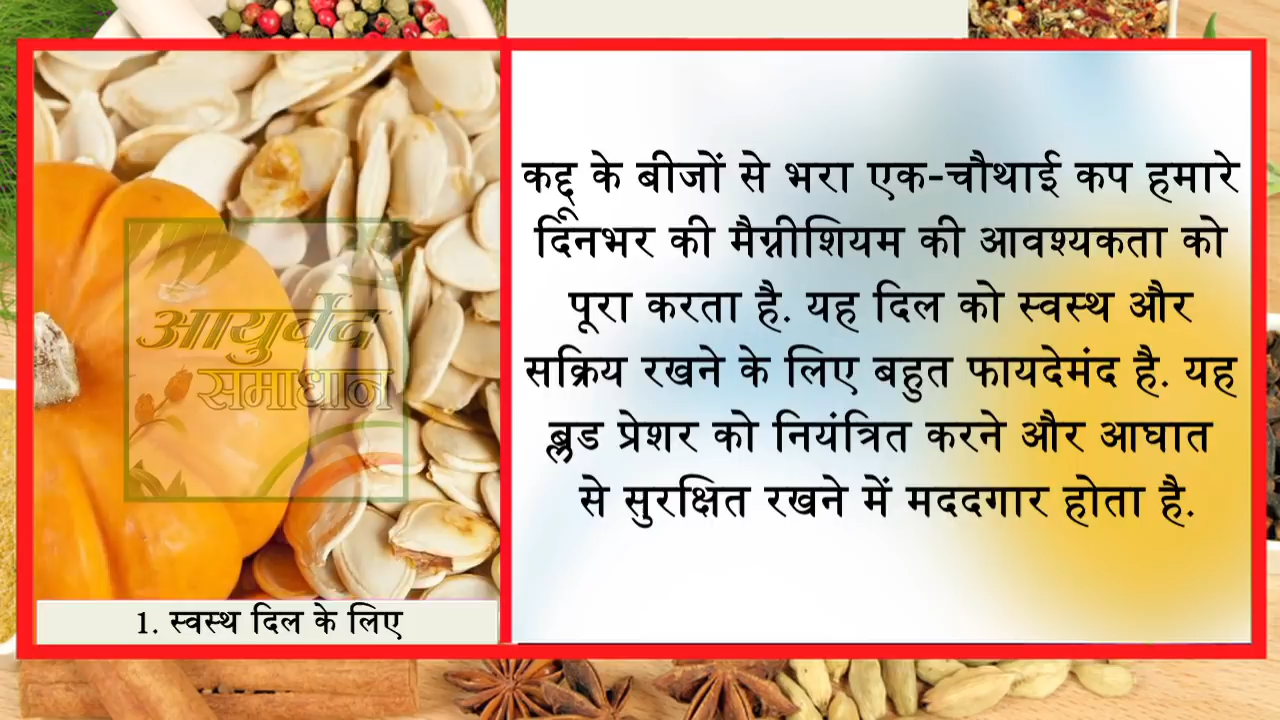 आयुर्वेद
समाधान
1. स्वस्थ दिल के लिए
कद्दू के बीजों से भरा एक-चौथाई कप हमारे
दिनभर की मैग्नीशियम की आवश्यकता को
पूरा करता है. यह दिल को स्वस्थ और
सक्रिय रखने के लिए बहुत फायदेमंद है. यह
ब्लड प्रेशर को नियंत्रित करने और आघात
से सुरक्षित रखने में मददगार होता है.